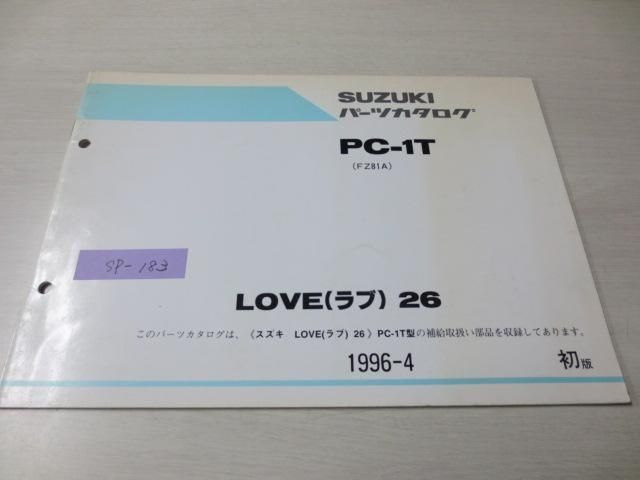 SUZUKI
パーツカタログ
PC-1T
(FZ81A)
SP-183
LOVE(ラブ) 26
このパーツカタログは、〈スズキ LOVE(ラブ) 26〉PC-1T型の補給取扱い部品を収録してあります。
1996-4 初版